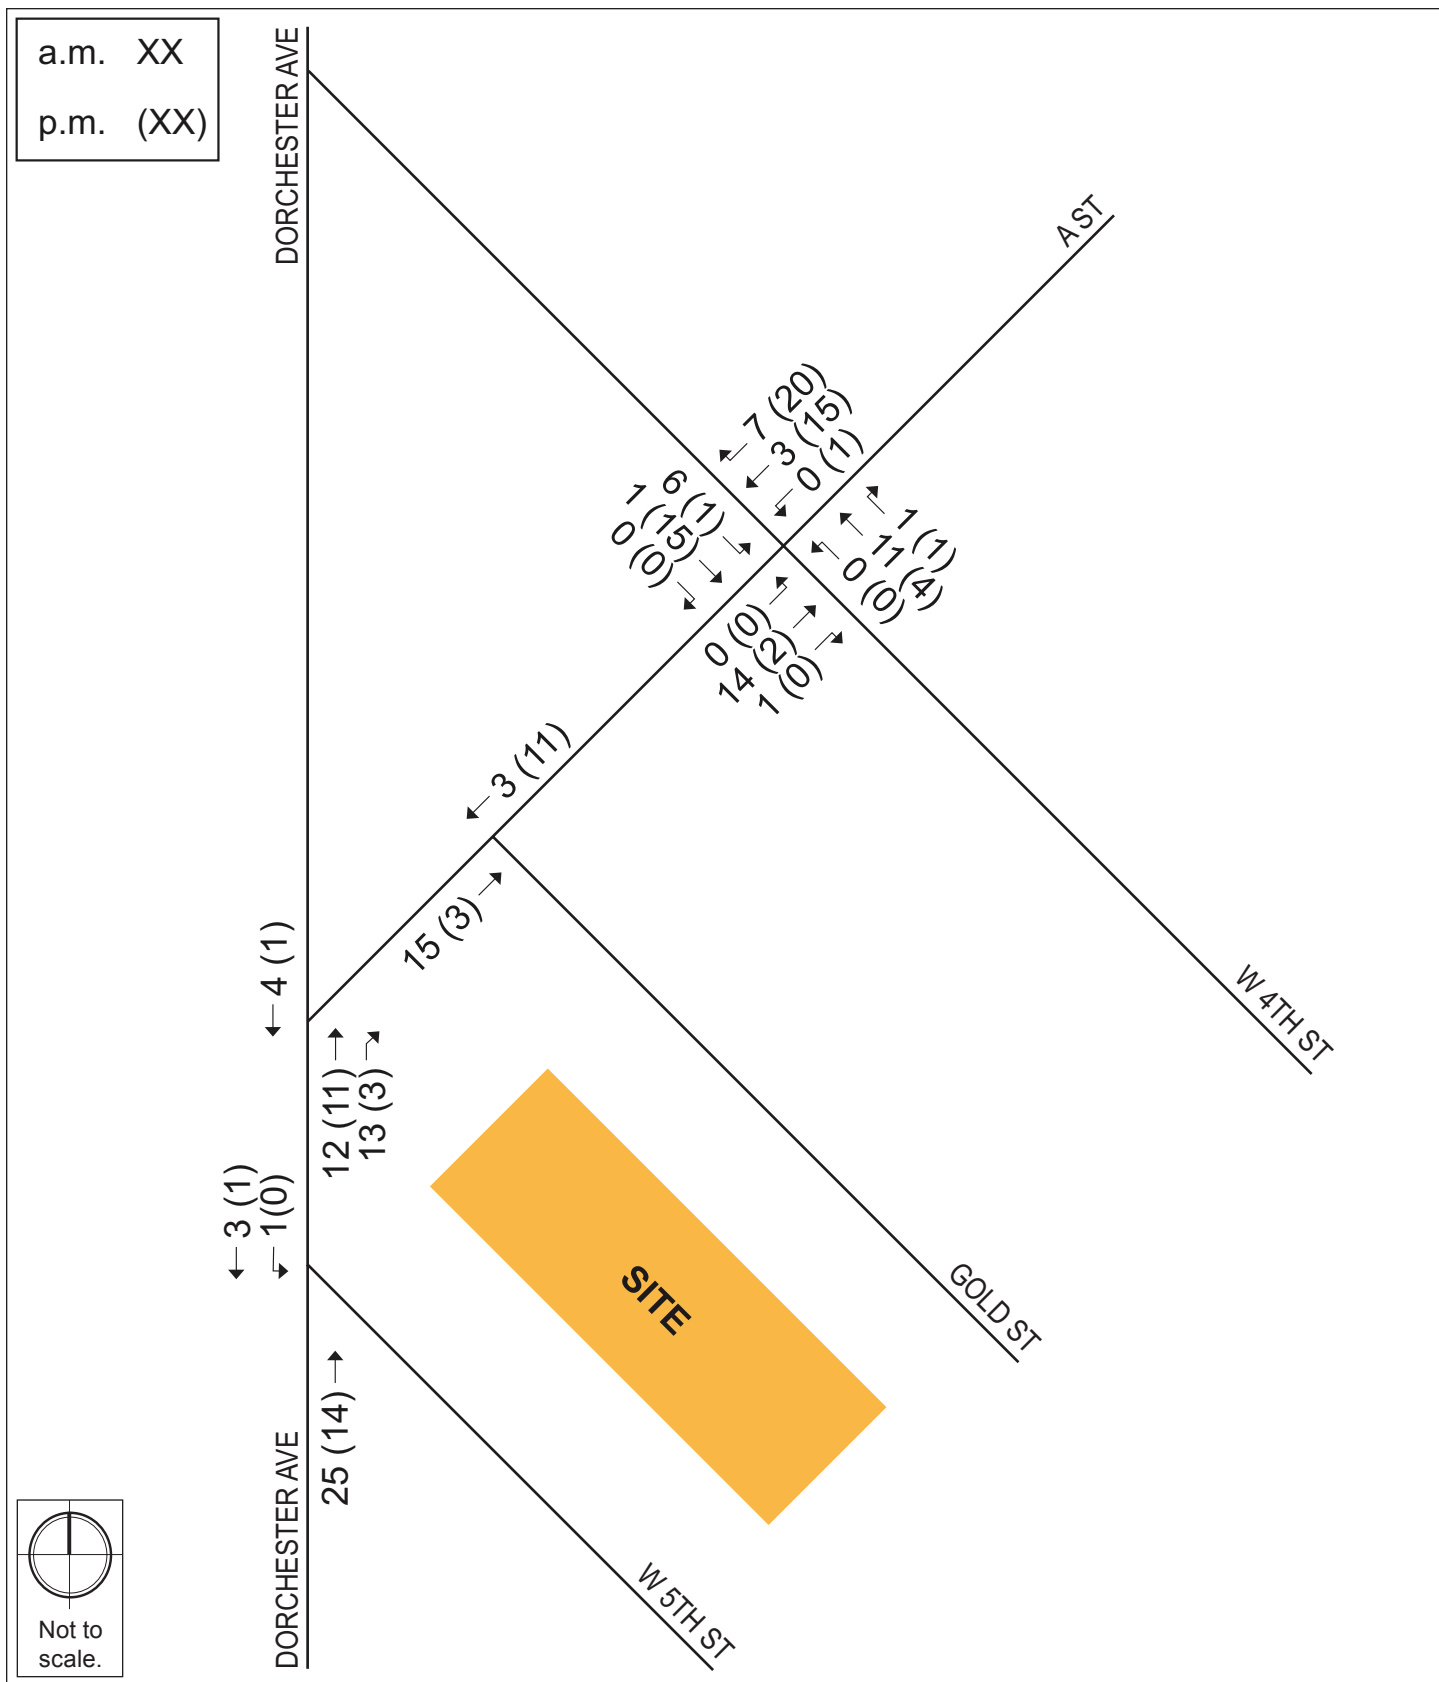 a.m. XX
p.m. (XX)
DORCHESTER AVE
A ST
7 (20)
3 (15)
0 (1)
6 (1)
1 (15)
0 (0)
1 (1)
11 (4)
0 (0)
0 (0)
14 (2)
1 (0)
3 (11)
15 (3)
4 (1)
12 (11)
13 (3)
W 4TH ST
3 (1)
1(0)
SITE
GOLD ST
25 (14)
DORCHESTER AVE
W 5TH ST
Not to
scale.